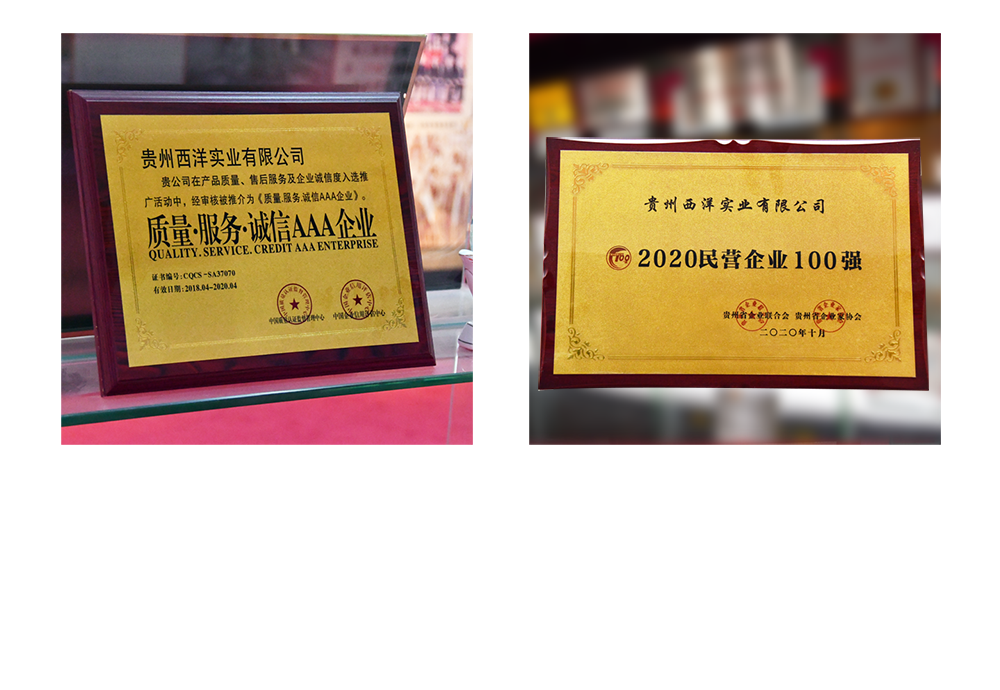 贵州西洋实业有限公司
贵公司在产品质量、售后服务及企业诚信度入选推
广活动中，经审核被推介为《质量.服务.诚信AAA企业》。
质量·服务·诚信AAA企业
QUALITY. SERVICE. CREDIT AAA ENTERPRISE
证书编号: CQCS-SA37070
有效日期: 2018.04~2020.04
贵州西洋实业有限公司
2020民营企业100强
贵州省企业联合会 贵州省企业家协会
二〇二〇年十月